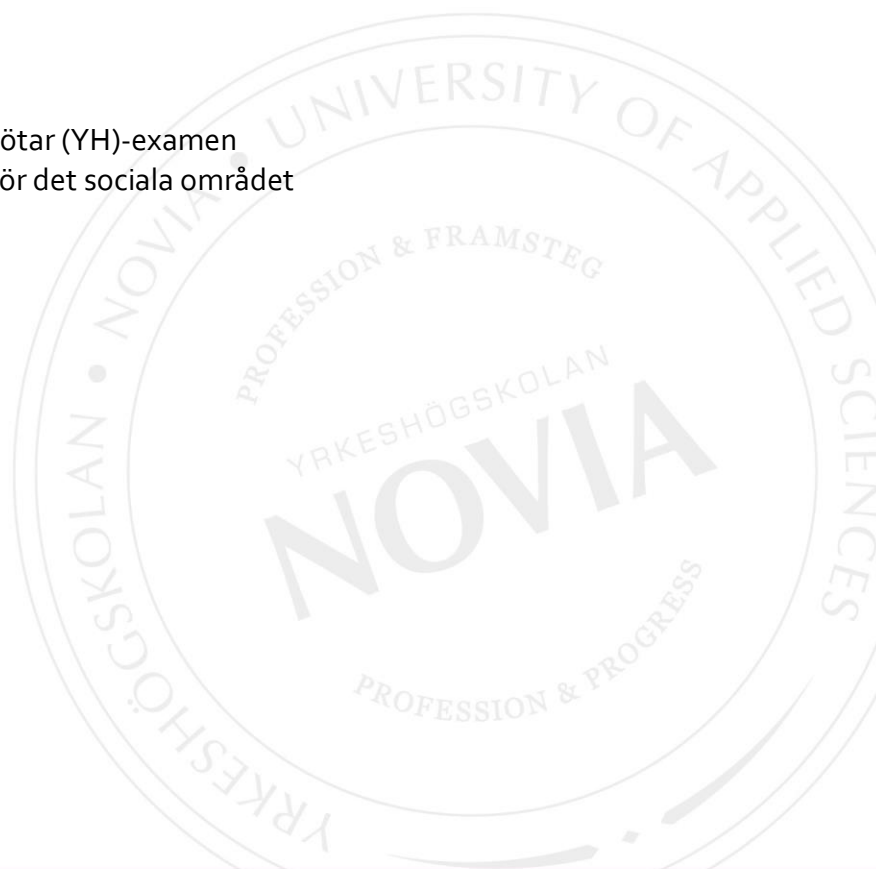 ötar (YH)-examen
ör det sociala området
YRKESHÖGSKOLAN • NOVIA • UNIVERSITY OF APPLIED SCIENCES
PROFESSION & FRAMSTEG
YRKESHÖGSKOLAN
NOVIA
PROFESSION & PROGRESS